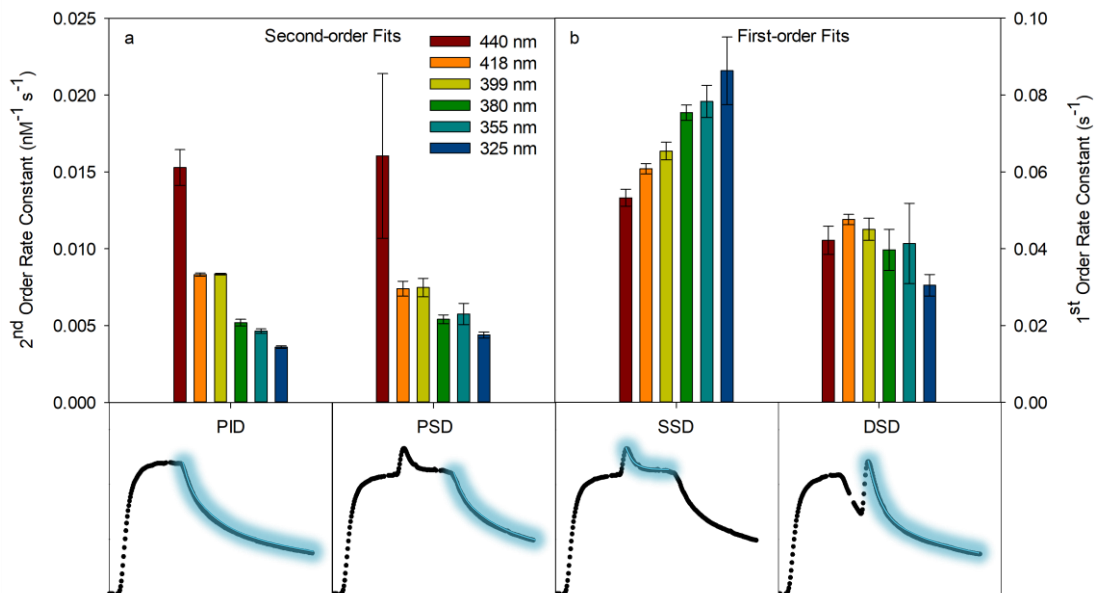 a
Second-order Fits
b
First-order Fits
440 nm
418 nm
399 nm
380 nm
355 nm
325 nm
2nd Order Rate Constant (nM⁻¹ s⁻¹)
0.025
0.020
0.015
0.010
0.005
0.000
1st Order Rate Constant (s⁻¹)
0.10
0.08
0.06
0.04
0.02
0.00
PID
PSD
SSD
DSD